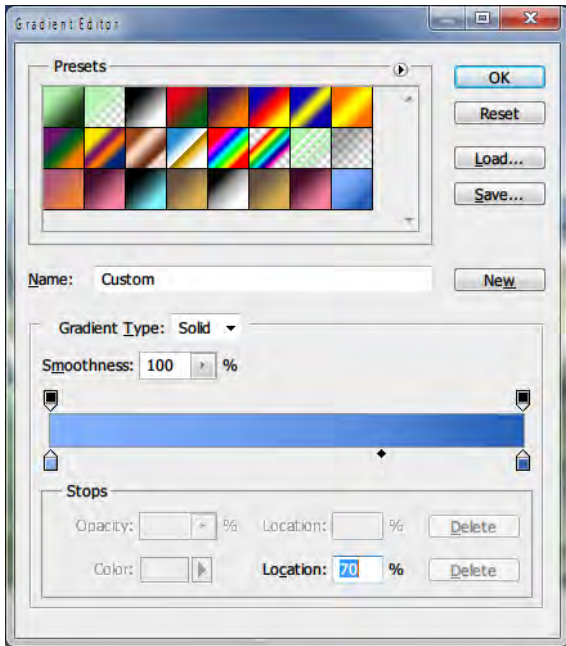 Gradient Editor
Presets
OK
Reset
Load...
Save...
Name: Custom
New
Gradient Type: Solid
Smoothness: 100 %
Stops
Opacity: % Location: % Delete
Color: Location: 70 % Delete